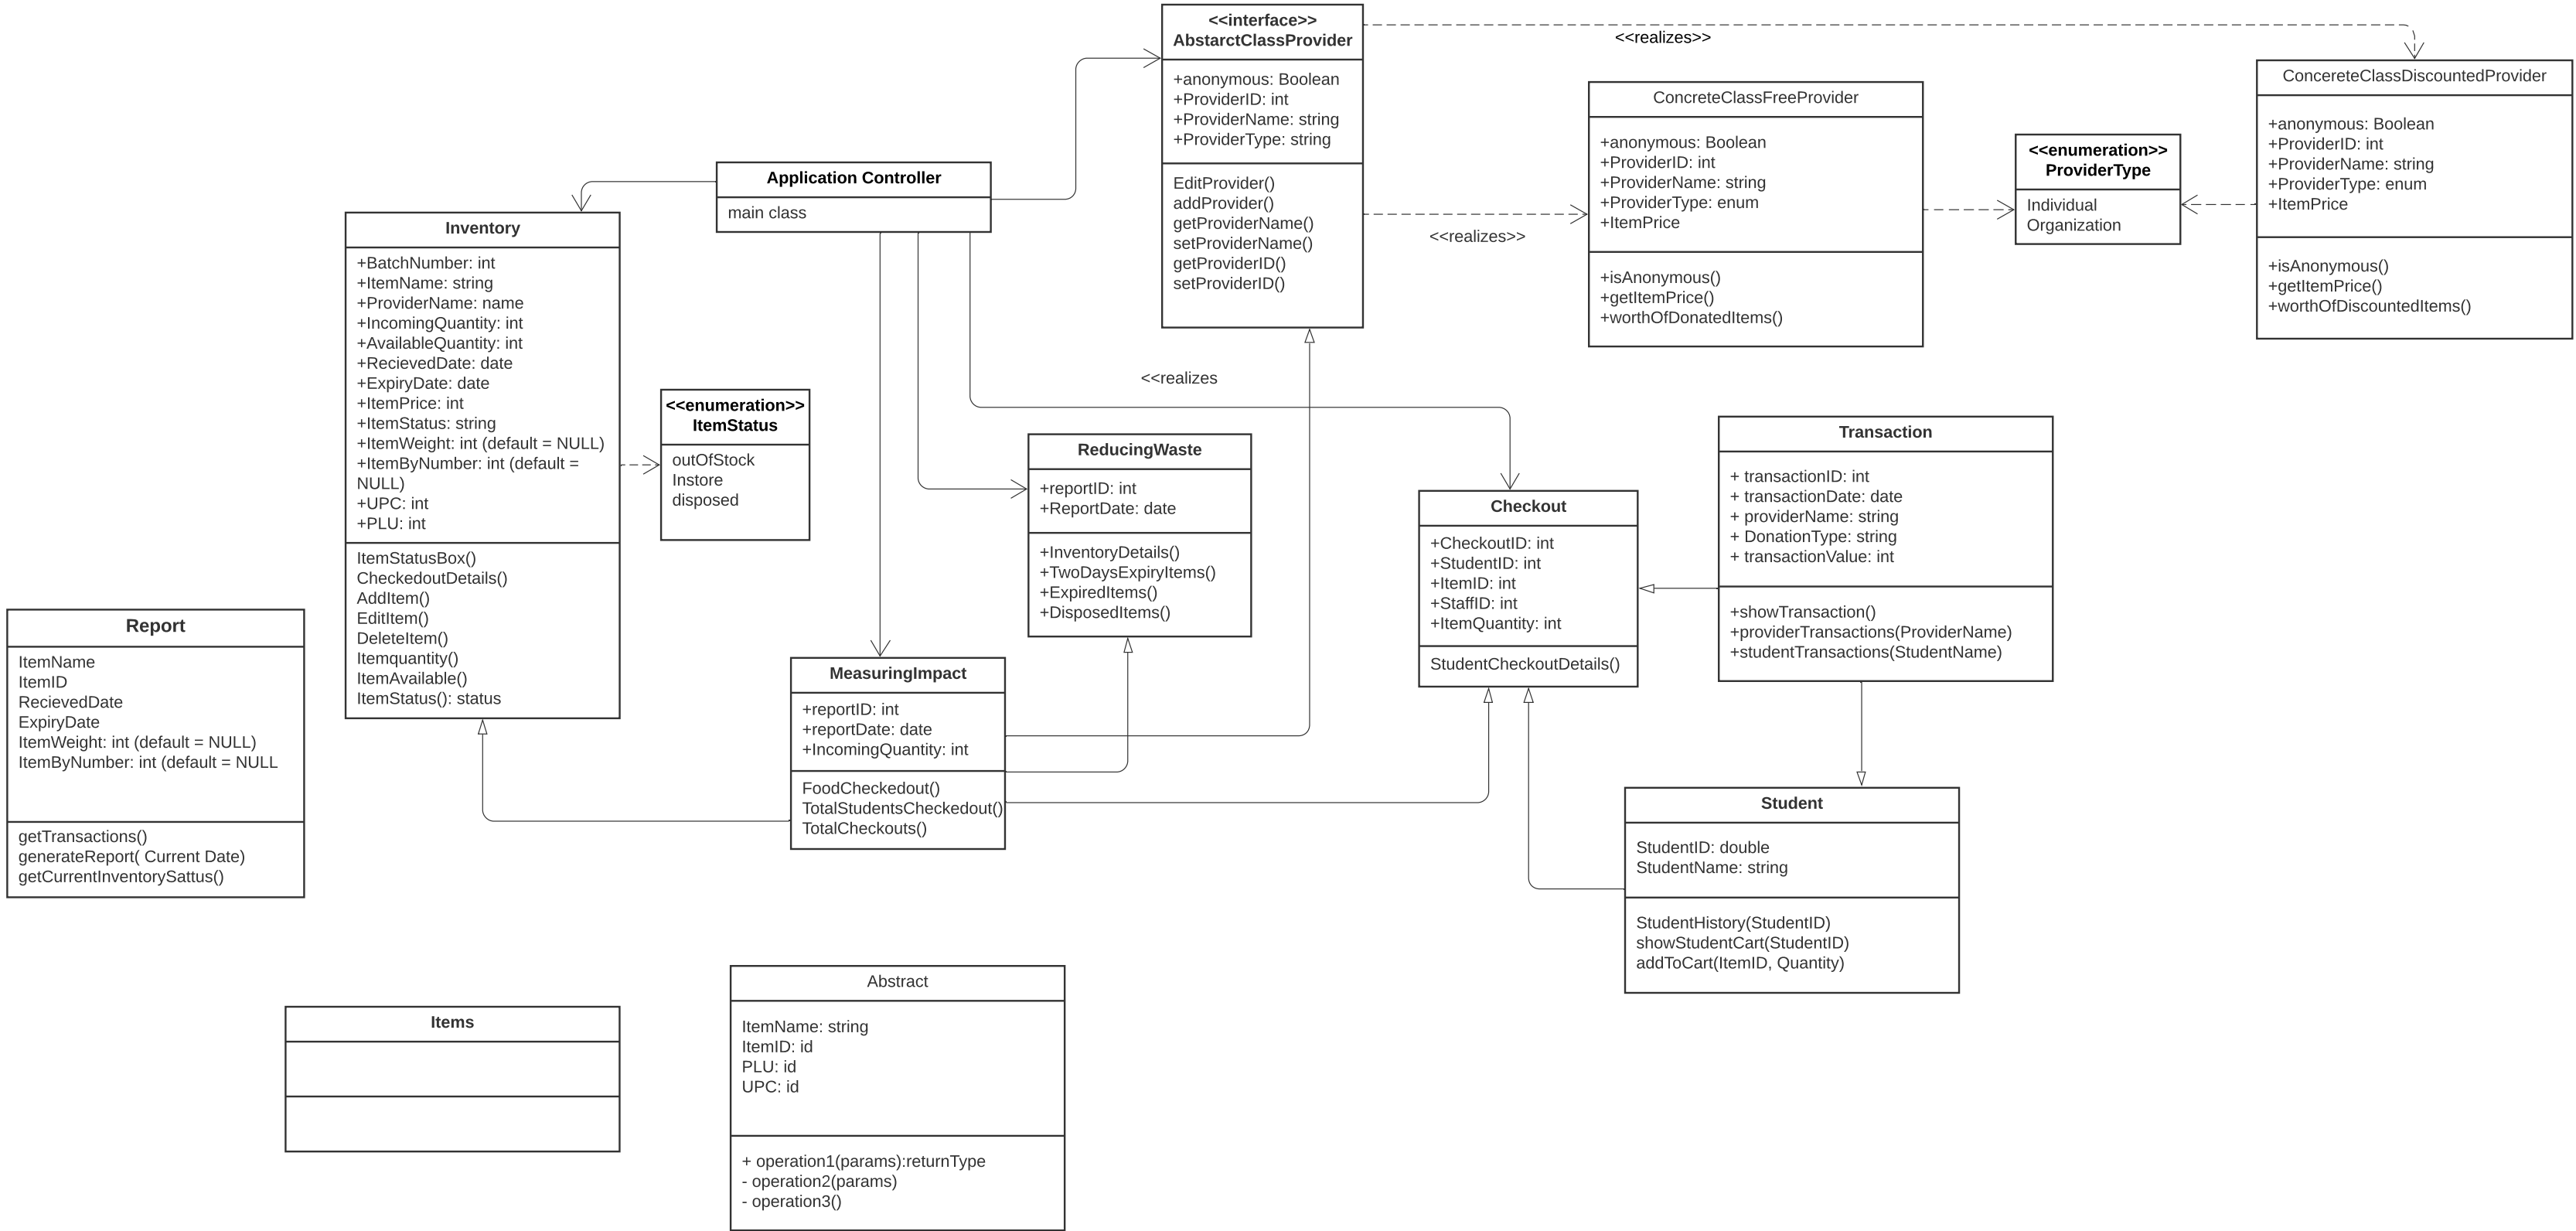 <<interface>>
AbstarctClassProvider
+anonymous: Boolean
+ProviderID: int
+ProviderName: string
+ProviderType: string
EditProvider()
addProvider()
getProviderName()
setProviderName()
getProviderID()
setProviderID()
<<realizes>>
<<realizes>>
ConcreteClassFreeProvider
+anonymous: Boolean
+ProviderID: int
+ProviderName: string
+ProviderType: enum
+ItemPrice
+isAnonymous()
+getItemPrice()
+worthOfDonatedItems()
<<enumeration>>
ProviderType
Individual
Organization
ConcereteClassDiscountedProvider
+anonymous: Boolean
+ProviderID: int
+ProviderName: string
+ProviderType: enum
+ItemPrice
+isAnonymous()
+getItemPrice()
+worthOfDiscountedItems()
Application Controller
main class
Inventory
+BatchNumber: int
+ItemName: string
+ProviderName: name
+IncomingQuantity: int
+AvailableQuantity: int
+RecievedDate: date
+ExpiryDate: date
+ItemPrice: int
+ItemStatus: string
+ItemWeight: int (default = NULL)
+ItemByNumber: int (default =
NULL)
+UPC: int
+PLU: int
ItemStatusBox()
CheckedoutDetails()
AddItem()
EditItem()
DeleteItem()
Itemquantity()
ItemAvailable()
ItemStatus(): status
<<enumeration>>
ItemStatus
outOfStock
Instore
disposed
<<realizes
ReducingWaste
+reportID: int
+ReportDate: date
+InventoryDetails()
+TwoDaysExpiryItems()
+ExpiredItems()
+DisposedItems()
Checkout
+CheckoutID: int
+StudentID: int
+ItemID: int
+StaffID: int
+ItemQuantity: int
StudentCheckoutDetails()
Transaction
+ transactionID: int
+ transactionDate: date
+ providerName: string
+ DonationType: string
+ transactionValue: int
+showTransaction()
+providerTransactions(ProviderName)
+studentTransactions(StudentName)
Report
ItemName
ItemID
RecievedDate
ExpiryDate
ItemWeight: int (default = NULL)
ItemByNumber: int (default = NULL
getTransactions()
generateReport( Current Date)
getCurrentInventorySattus()
MeasuringImpact
+reportID: int
+reportDate: date
+IncomingQuantity: int
FoodCheckedout()
TotalStudentsCheckedout()
TotalCheckouts()
Student
StudentID: double
StudentName: string
StudentHistory(StudentID)
showStudentCart(StudentID)
addToCart(ItemID, Quantity)
Items
Abstract
ItemName: string
ItemID: id
PLU: id
UPC: id
+ operation1(params):returnType
- operation2(params)
- operation3()